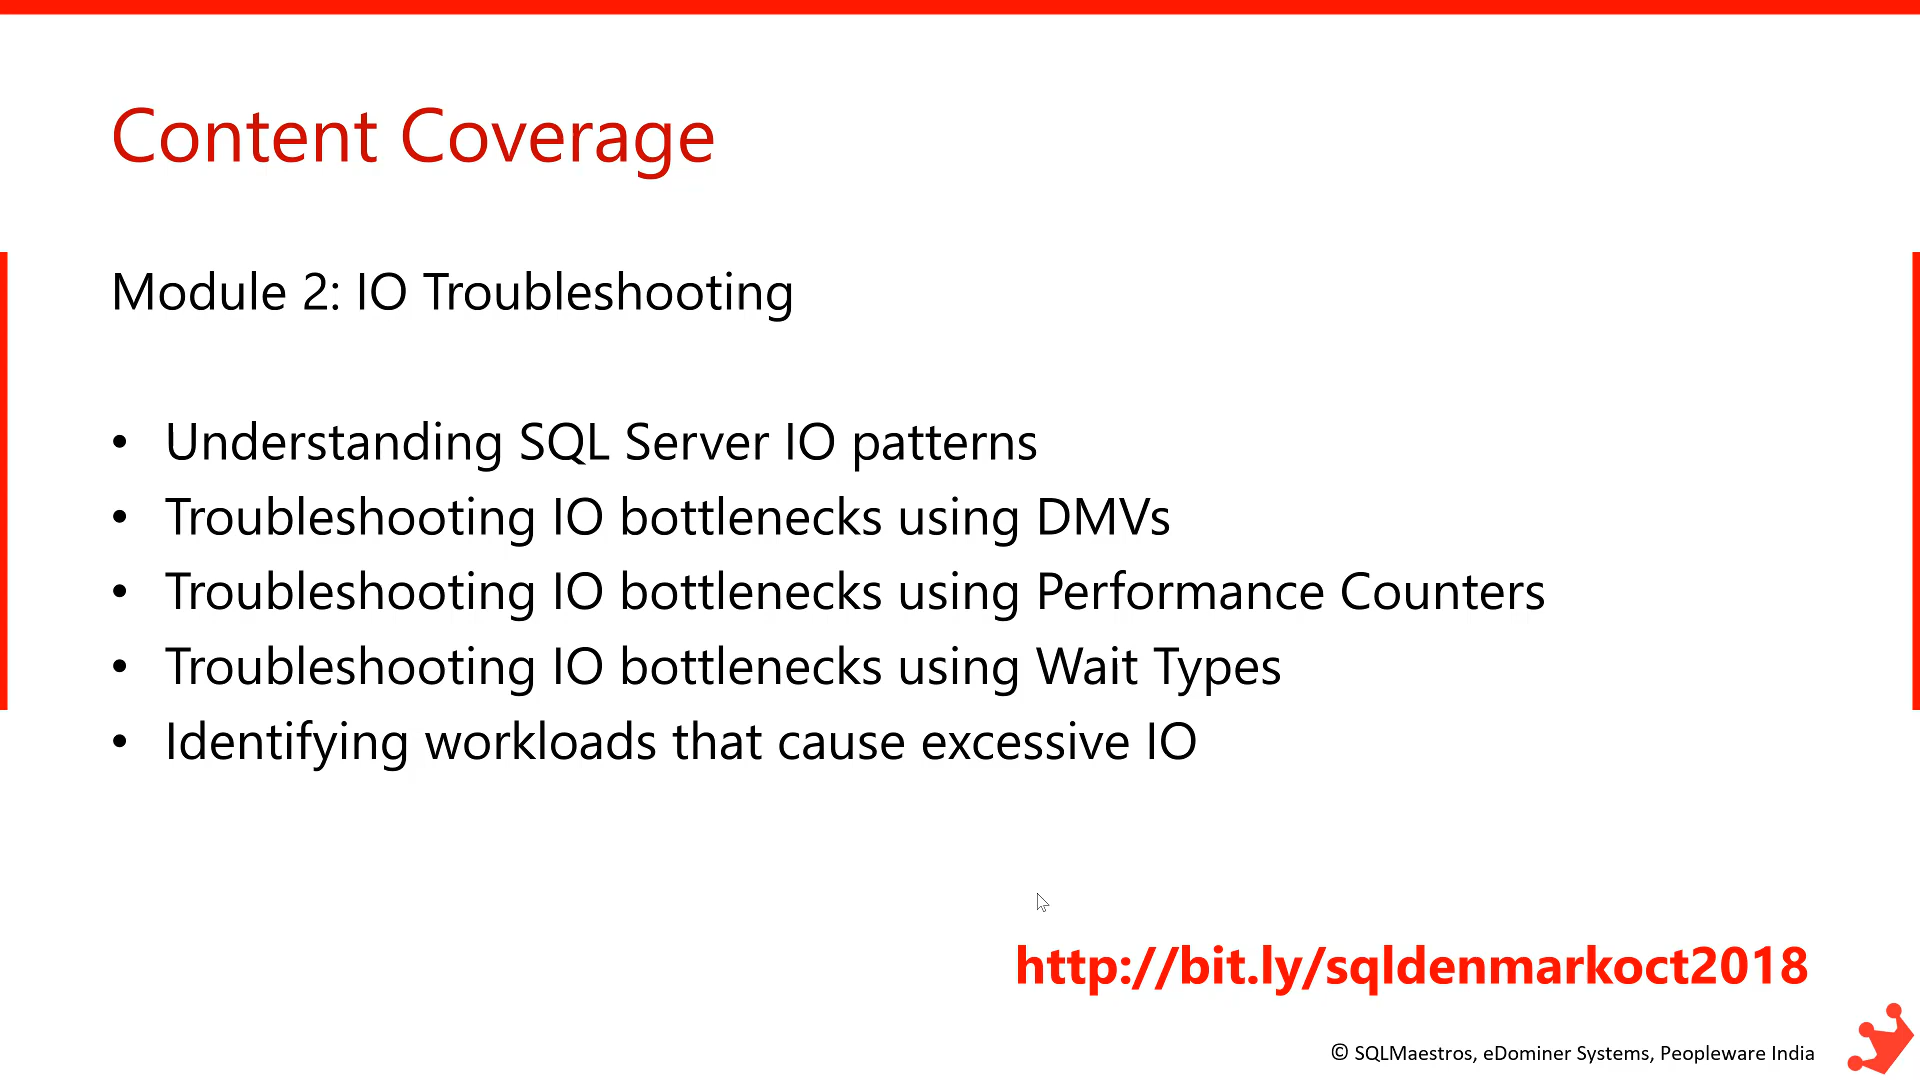 Content Coverage
Module 2: IO Troubleshooting
• Understanding SQL Server IO patterns
• Troubleshooting IO bottlenecks using DMVs
• Troubleshooting IO bottlenecks using Performance Counters
• Troubleshooting IO bottlenecks using Wait Types
• Identifying workloads that cause excessive IO
http://bit.ly/sqldenmarkoct2018
© SQLMaestros, eDominer Systems, Peopleware India